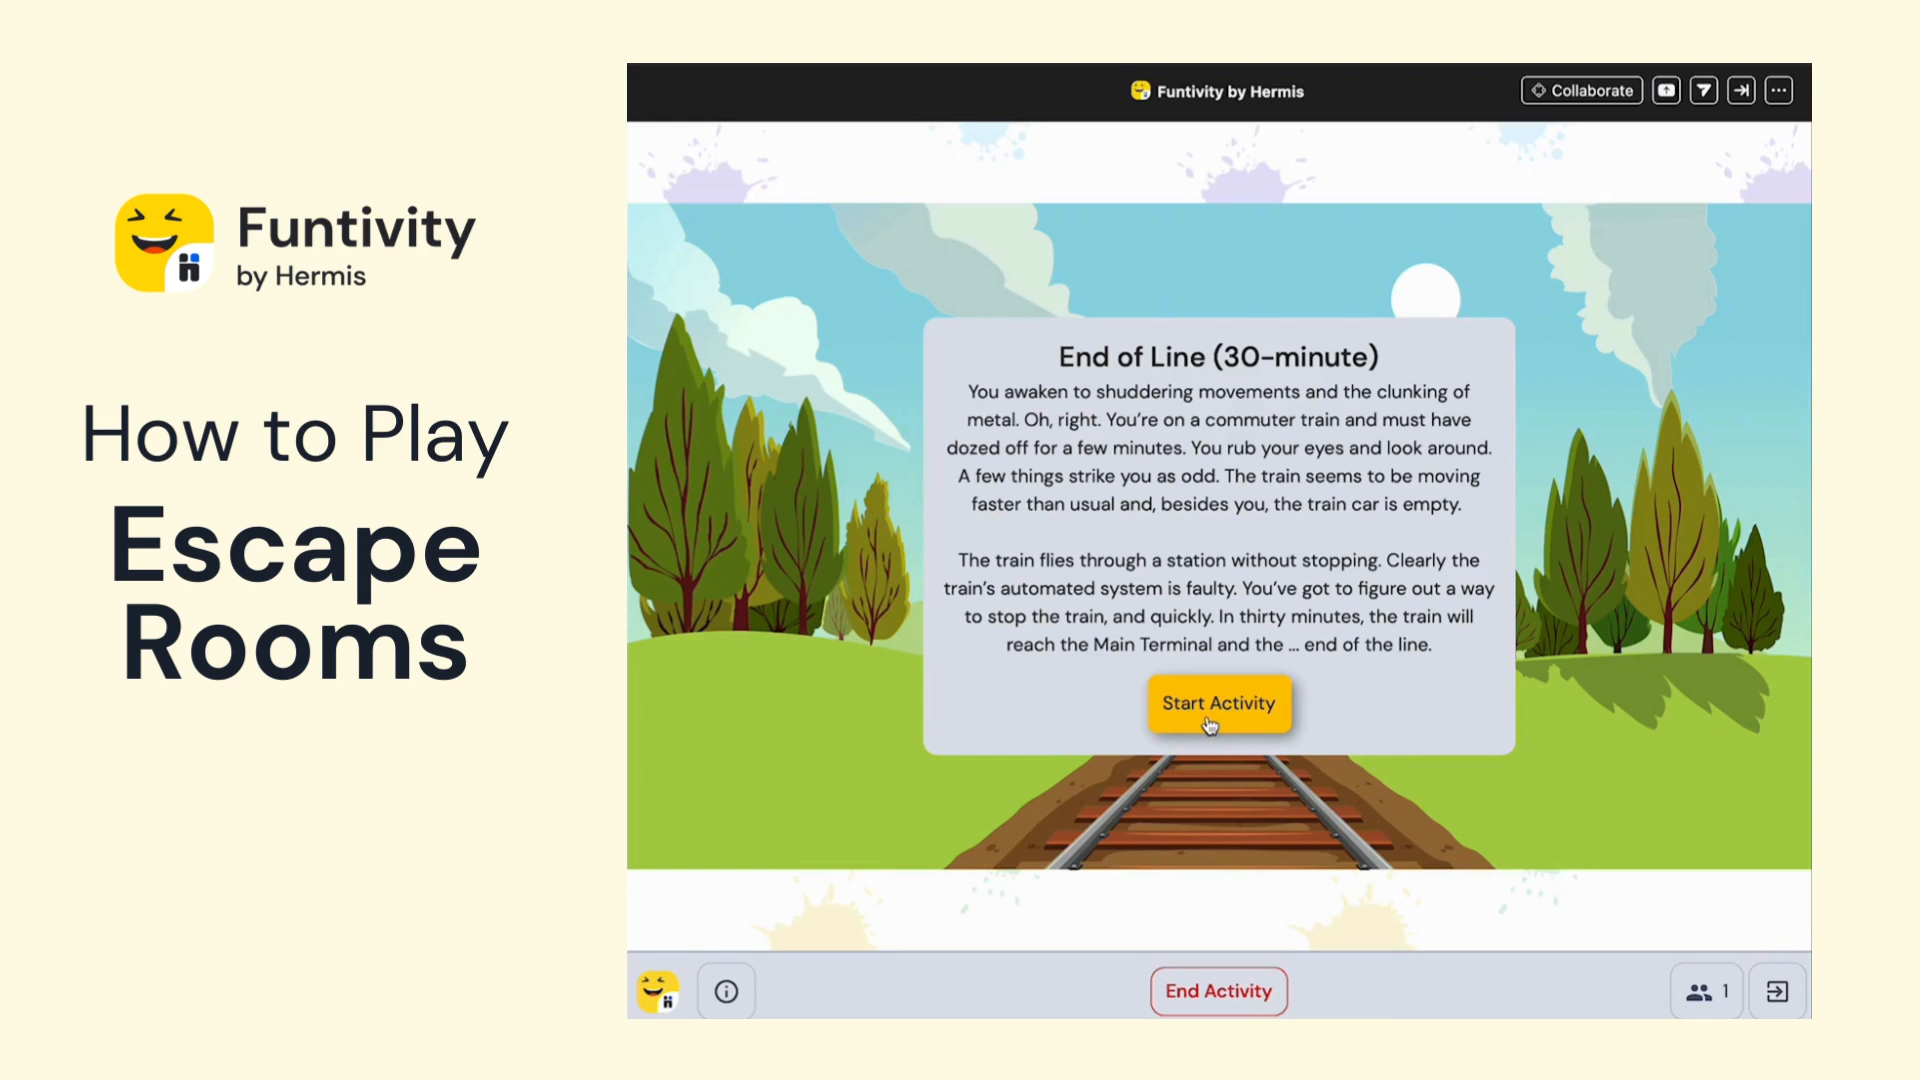 Funtivity
by Hermis
How to Play
Escape
Rooms
Funtivity by Hermis
Collaborate
End of Line (30-minute)
You awaken to shuddering movements and the clunking of
metal. Oh, right. You're on a commuter train and must have
dozed off for a few minutes. You rub your eyes and look around.
A few things strike you as odd. The train seems to be moving
faster than usual and, besides you, the train car is empty.
The train flies through a station without stopping. Clearly the
train's automated system is faulty. You've got to figure out a way
to stop the train, and quickly. In thirty minutes, the train will
reach the Main Terminal and the ... end of the line.
Start Activity
End Activity
1